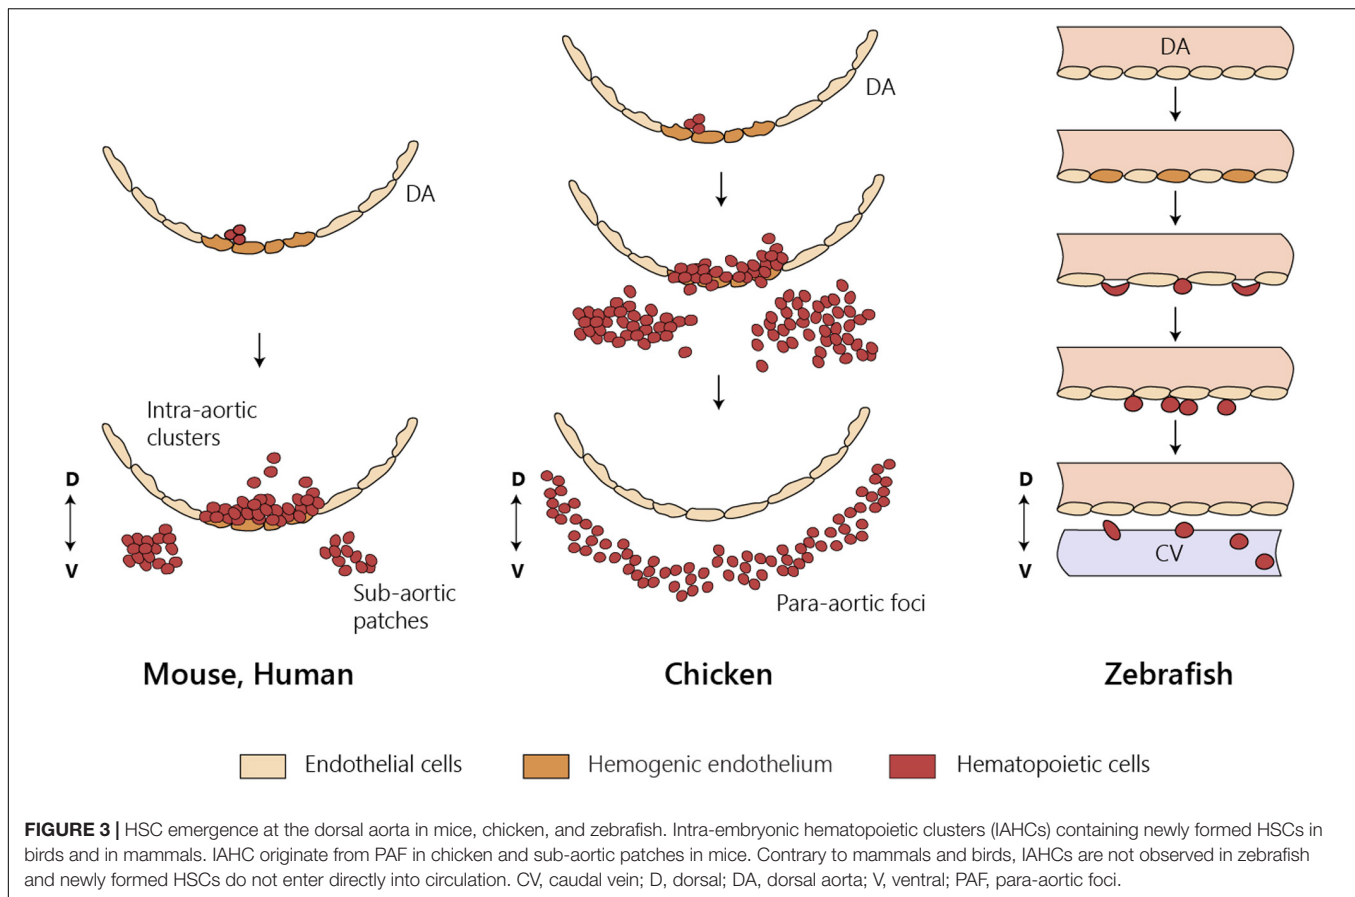 DA
Intra-aortic
clusters
D
V
Sub-aortic
patches
Mouse, Human
DA
D
V
Para-aortic foci
Chicken
DA
D
V
CV
Zebrafish
Endothelial cells
Hemogenic endothelium
Hematopoietic cells
FIGURE 3 | HSC emergence at the dorsal aorta in mice, chicken, and zebrafish. Intra-embryonic hematopoietic clusters (IAHCs) containing newly formed HSCs in
birds and in mammals. IAHC originate from PAF in chicken and sub-aortic patches in mice. Contrary to mammals and birds, IAHCs are not observed in zebrafish
and newly formed HSCs do not enter directly into circulation. CV, caudal vein; D, dorsal; DA, dorsal aorta; V, ventral; PAF, para-aortic foci.